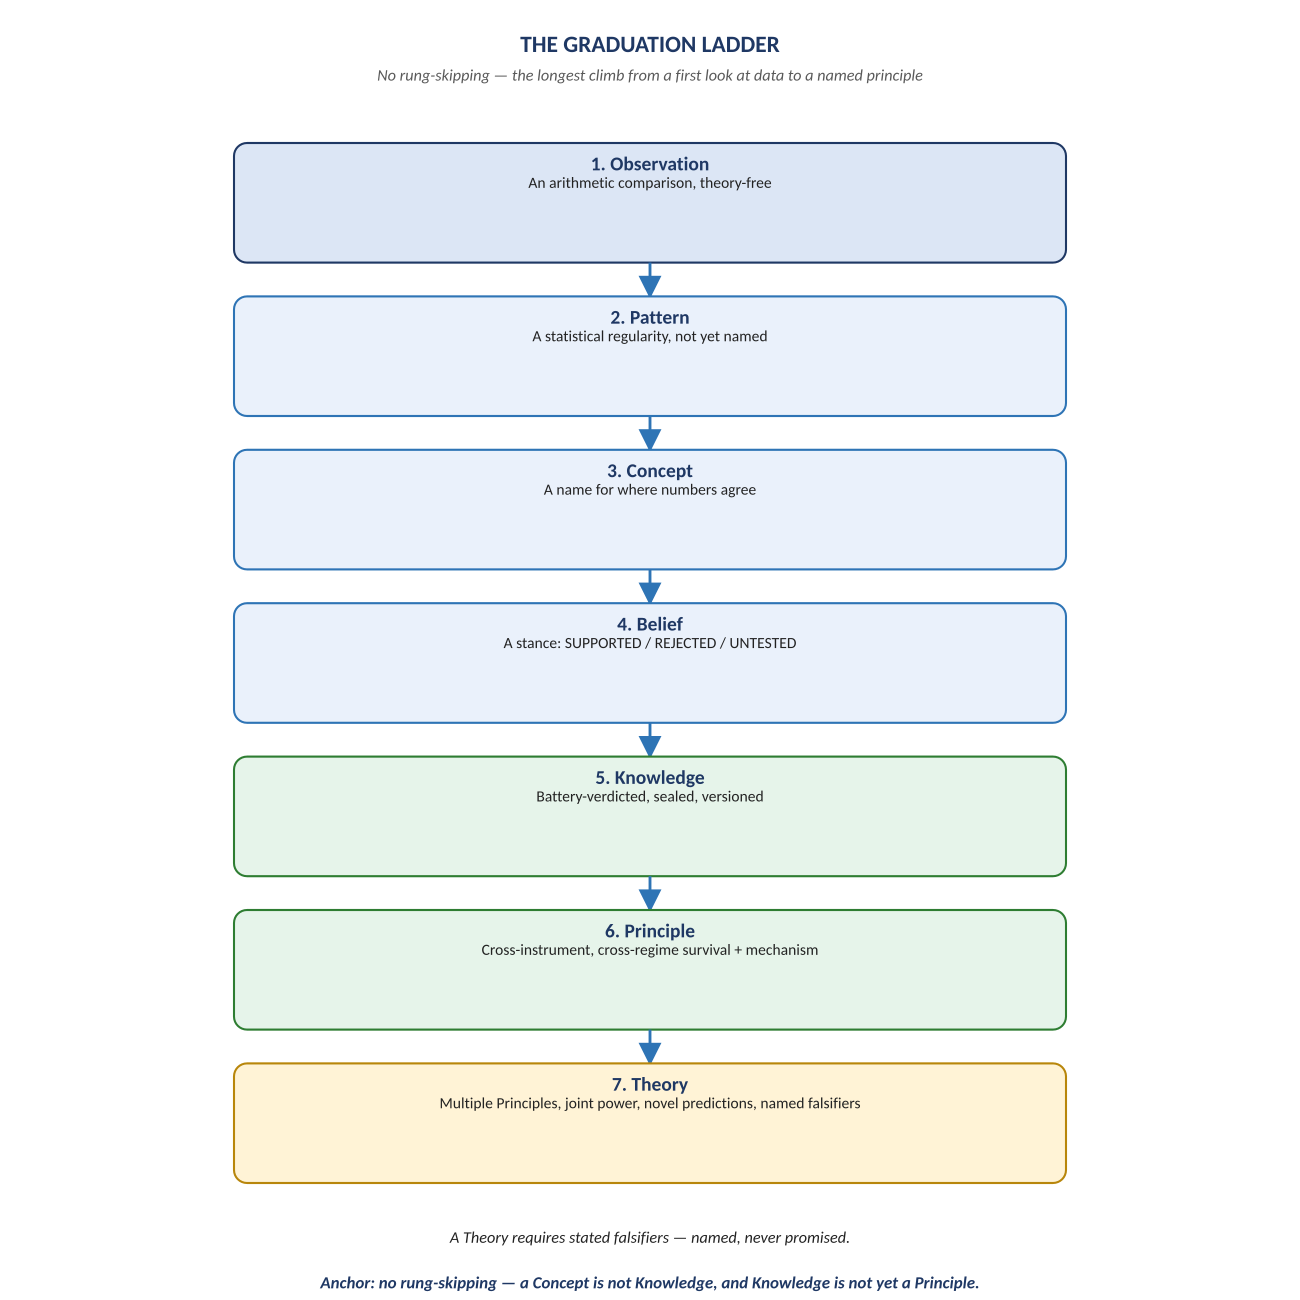 THE GRADUATION LADDER
No rung-skipping — the longest climb from a first look at data to a named principle
1. Observation
An arithmetic comparison, theory-free
2. Pattern
A statistical regularity, not yet named
3. Concept
A name for where numbers agree
4. Belief
A stance: SUPPORTED / REJECTED / UNTESTED
5. Knowledge
Battery-verdicted, sealed, versioned
6. Principle
Cross-instrument, cross-regime survival + mechanism
7. Theory
Multiple Principles, joint power, novel predictions, named falsifiers
A Theory requires stated falsifiers — named, never promised.
Anchor: no rung-skipping — a Concept is not Knowledge, and Knowledge is not yet a Principle.